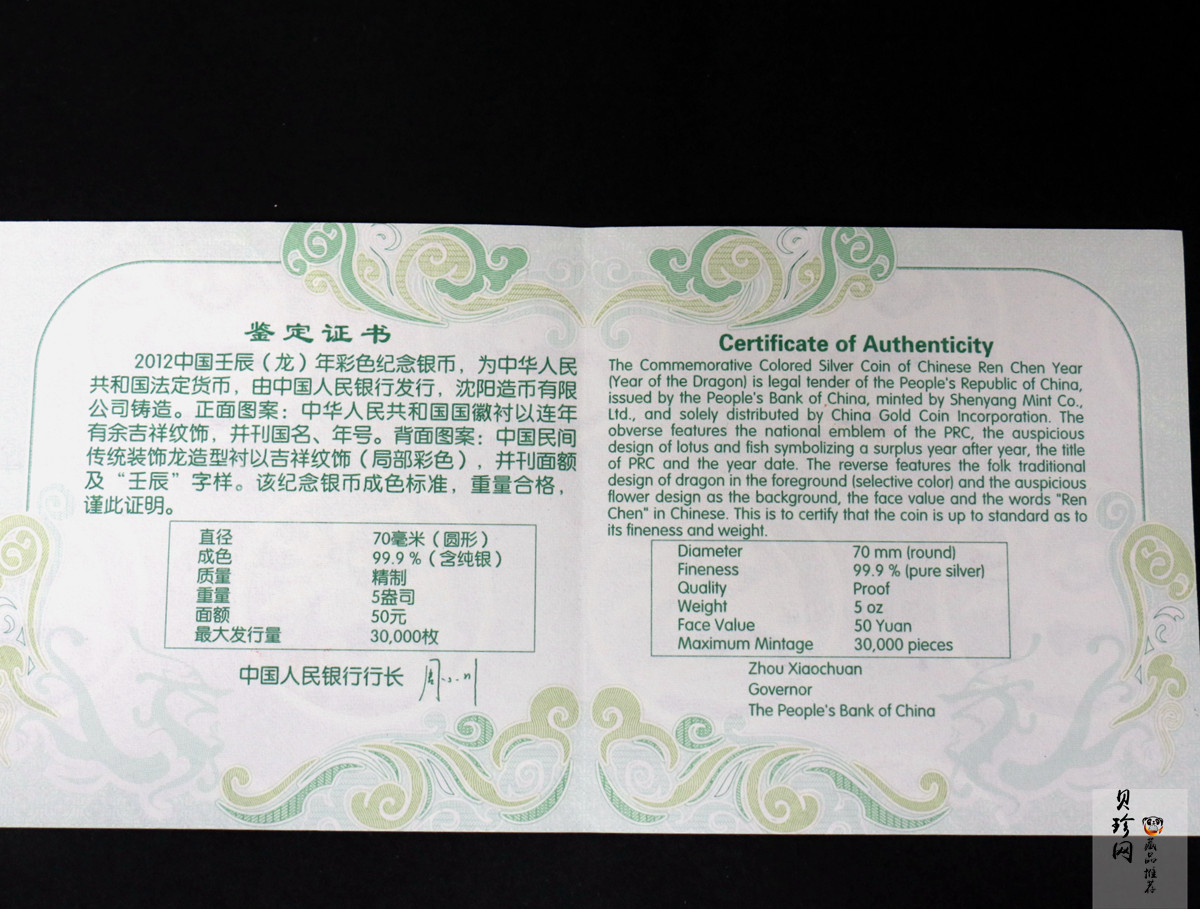 鉴定证书
2012中国壬辰（龙）年彩色纪念银币，为中华人民
共和国法定货币，由中国人民银行发行，沈阳造币有限
公司铸造。正面图案：中华人民共和国国徽衬以连年
有余吉祥纹饰，并刊国名、年号。背面图案：中国民间
传统装饰龙造型衬以吉祥纹饰（局部彩色），并刊面额
及“壬辰”字样。该纪念银币成色标准，重量合格，
谨此证明。
直径 70毫米（圆形）
成色 99.9％（含纯银）
质量 精制
重量 5盎司
面额 50元
最大发行量 30,000枚
中国人民银行行长 周小川
Certificate of Authenticity
The Commemorative Colored Silver Coin of Chinese Ren Chen Year
(Year of the Dragon) is legal tender of the People's Republic of China,
issued by the People's Bank of China, minted by Shenyang Mint Co.,
Ltd., and solely distributed by China Gold Coin Incorporation. The
obverse features the national emblem of the PRC, the auspicious
design of lotus and fish symbolizing a surplus year after year, the title
of PRC and the year date. The reverse features the folk traditional
design of dragon in the foreground (selective color) and the auspicious
flower design as the background, the face value and the words "Ren
Chen" in Chinese. This is to certify that the coin is up to standard as to
its fineness and weight.
Diameter 70 mm (round)
Fineness 99.9 % (pure silver)
Quality Proof
Weight 5 oz
Face Value 50 Yuan
Maximum Mintage 30,000 pieces
Zhou Xiaochuan
Governor
The People's Bank of China
贝珍网
藏品推荐